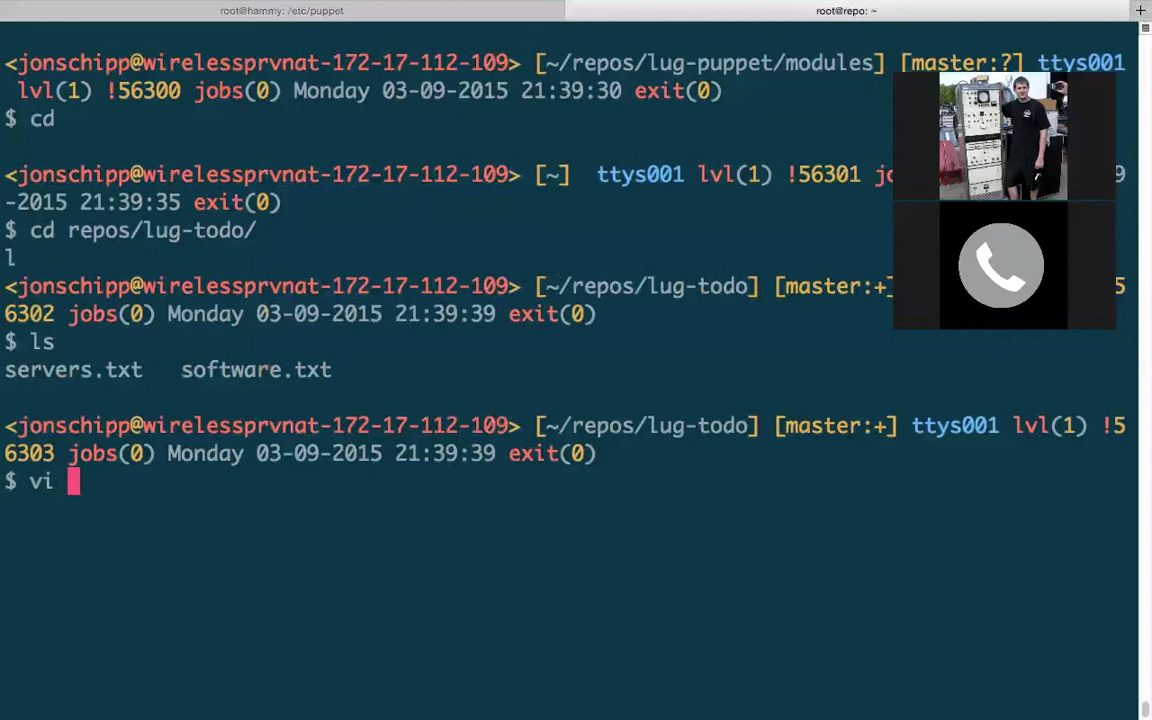 root@hammy: /etc/puppet
root@repo: ~
<jonschipp@wirelessprvnat-172-17-112-109> [~/repos/lug-puppet/modules] [master:?] ttys001
lvl(1) !56300 jobs(0) Monday 03-09-2015 21:39:30 exit(0)
$ cd
<jonschipp@wirelessprvnat-172-17-112-109> [~] ttys001 lvl(1) !56301 9
-2015 21:39:35 exit(0)
$ cd repos/lug-todo/
l
<jonschipp@wirelessprvnat-172-17-112-109> [~/repos/lug-todo] [master:+] 5
6302 jobs(0) Monday 03-09-2015 21:39:39 exit(0)
$ ls
servers.txt software.txt
<jonschipp@wirelessprvnat-172-17-112-109> [~/repos/lug-todo] [master:+] ttys001 lvl(1) !5
6303 jobs(0) Monday 03-09-2015 21:39:39 exit(0)
$ vi